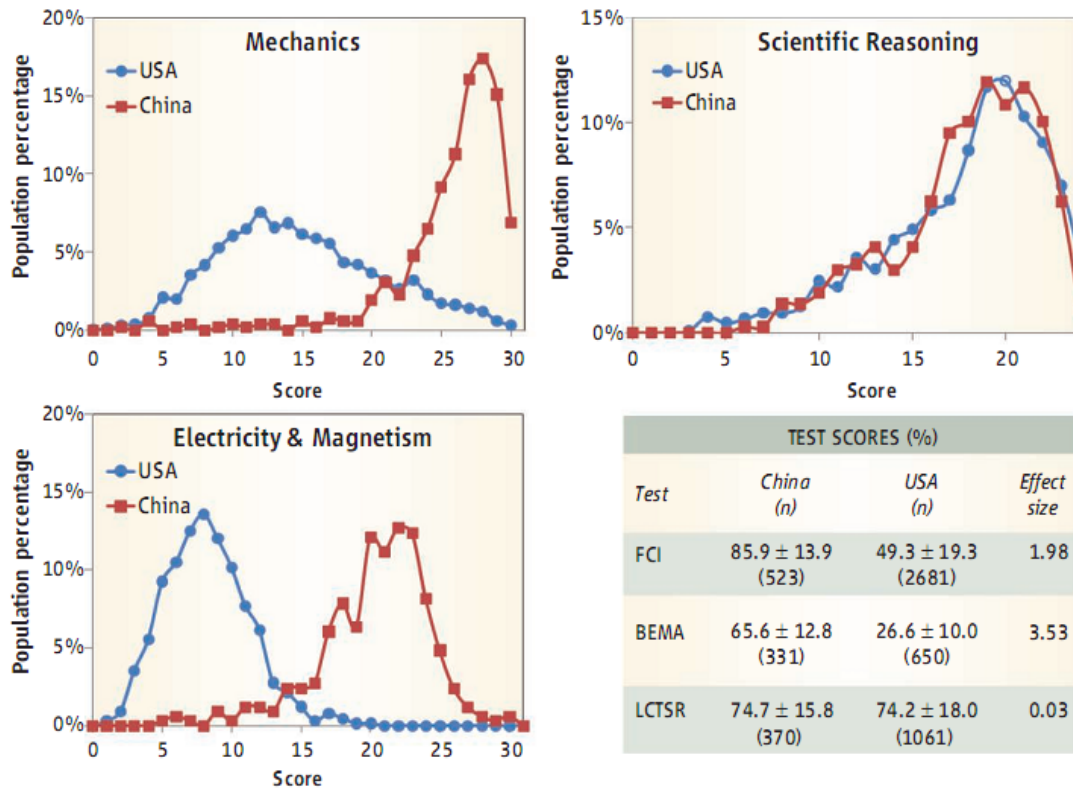 Mechanics
USA
China
Population percentage
20%
15%
10%
5%
0%
0 5 10 15 20 25 30
Score
Scientific Reasoning
USA
China
Population percentage
15%
10%
5%
0%
0 5 10 15 20
Score
Electricity & Magnetism
USA
China
Population percentage
20%
15%
10%
5%
0%
0 5 10 15 20 25 30
Score
TEST SCORES (%)
Test China (n) USA (n) Effect size
FCI 85.9 ± 13.9 (523) 49.3 ± 19.3 (2681) 1.98
BEMA 65.6 ± 12.8 (331) 26.6 ± 10.0 (650) 3.53
LCTSR 74.7 ± 15.8 (370) 74.2 ± 18.0 (1061) 0.03